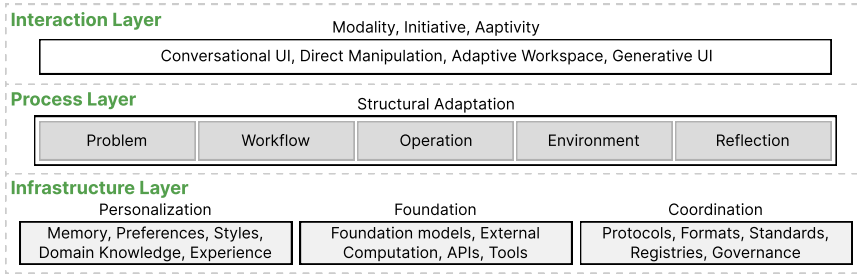 Interaction Layer
Modality, Initiative, Aaptivity
Conversational UI, Direct Manipulation, Adaptive Workspace, Generative UI
Process Layer
Structural Adaptation
Problem
Workflow
Operation
Environment
Reflection
Infrastructure Layer
Personalization
Memory, Preferences, Styles,
Domain Knowledge, Experience
Foundation
Foundation models, External
Computation, APIs, Tools
Coordination
Protocols, Formats, Standards,
Registries, Governance